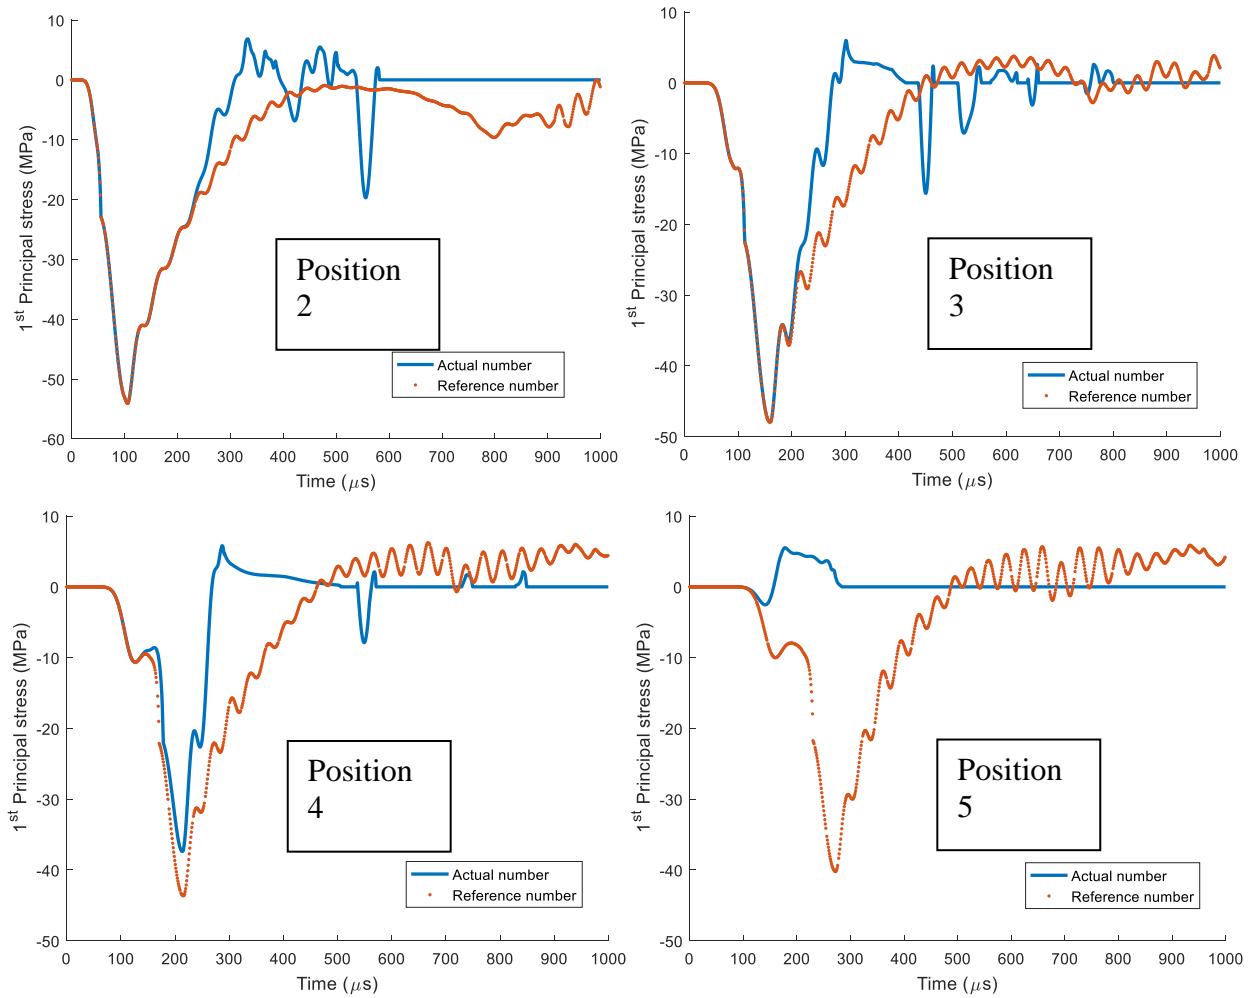 10
0
-10
-20
-30
-40
-50
-60
0 100 200 300 400 500 600 700 800 900 1000
1st Principal stress (MPa)
Time (μs)
Position
2
Actual number
Reference number
10
0
-10
-20
-30
-40
-50
0 100 200 300 400 500 600 700 800 900 1000
1st Principal stress (MPa)
Time (μs)
Position
3
Actual number
Reference number
10
0
-10
-20
-30
-40
-50
0 100 200 300 400 500 600 700 800 900 1000
1st Principal stress (MPa)
Time (μs)
Position
4
Actual number
Reference number
10
0
-10
-20
-30
-40
-50
0 100 200 300 400 500 600 700 800 900 1000
1st Principal stress (MPa)
Time (μs)
Position
5
Actual number
Reference number